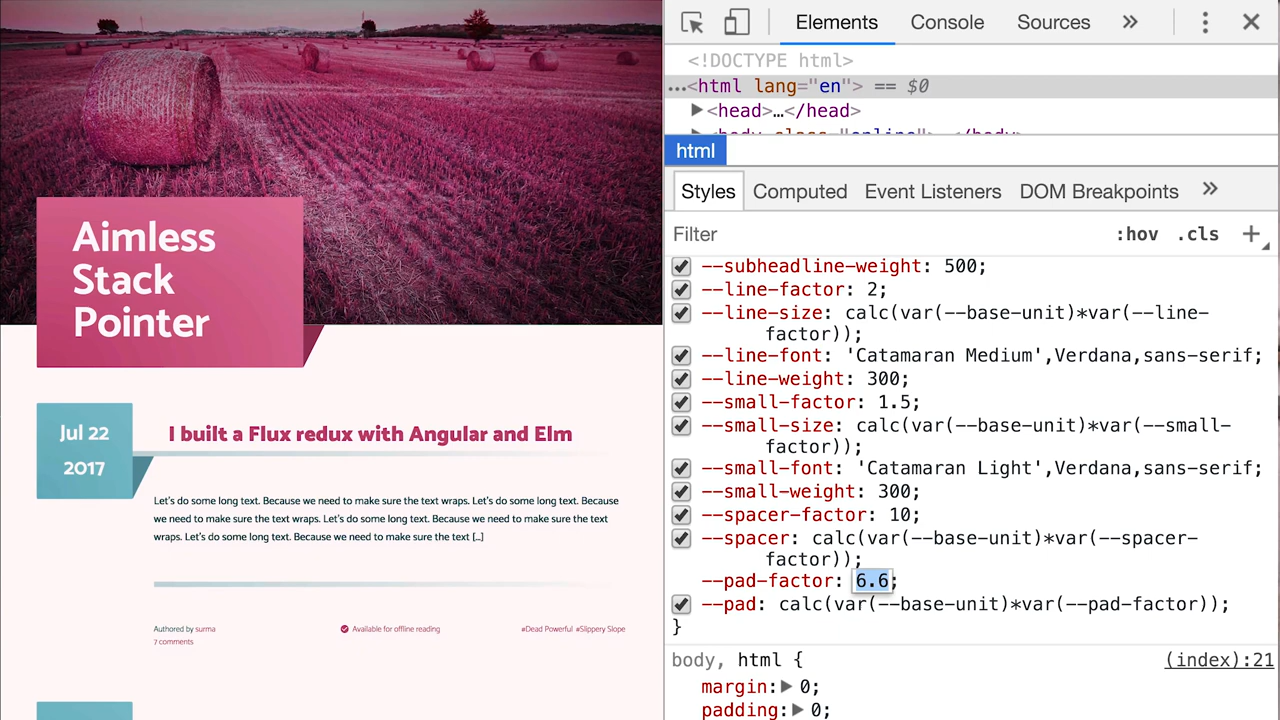 Aimless
Stack
Pointer
Jul 22
2017
I built a Flux redux with Angular and Elm
Let's do some long text. Because we need to make sure the text wraps. Let's do some long text. Because
we need to make sure the text wraps. Let's do some long text. Because we need to make sure the text
wraps. Let's do some long text. Because we need to make sure the text [...]
Authored by surma
7 comments
Available for offline reading
#Dead Powerful #Slippery Slope
Elements Console Sources »
<!DOCTYPE html>
…<html lang="en"> == $0
▶<head>…</head>
▶<body class="online">…</body>
html
Styles Computed Event Listeners DOM Breakpoints »
Filter :hov .cls +
--subheadline-weight: 500;
--line-factor: 2;
--line-size: calc(var(--base-unit)*var(--line-
factor));
--line-font: 'Catamaran Medium',Verdana,sans-serif;
--line-weight: 300;
--small-factor: 1.5;
--small-size: calc(var(--base-unit)*var(--small-
factor));
--small-font: 'Catamaran Light',Verdana,sans-serif;
--small-weight: 300;
--spacer-factor: 10;
--spacer: calc(var(--base-unit)*var(--spacer-
factor));
--pad-factor: 6.6;
--pad: calc(var(--base-unit)*var(--pad-factor));
}
body, html { (index):21
margin:▶ 0;
padding:▶ 0;